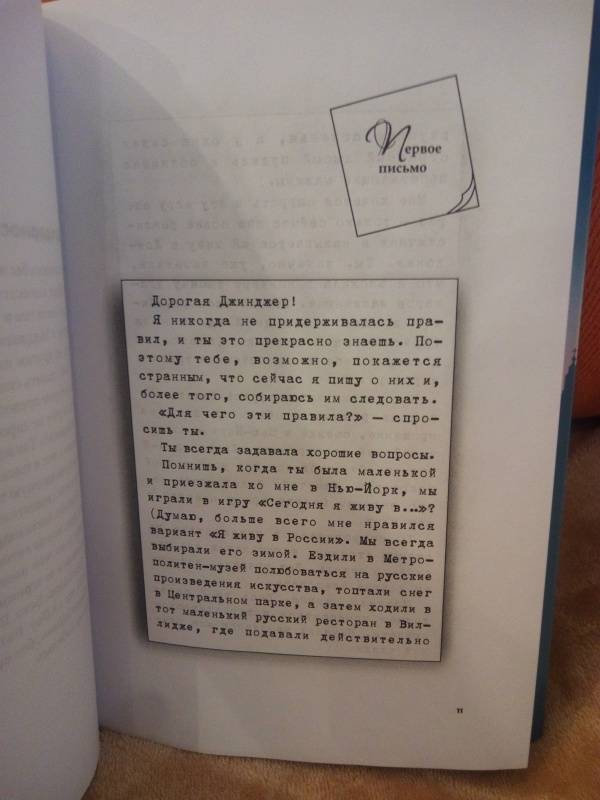 Первое
письмо
Дорогая Джинджер!
Я никогда не придерживалась пра-
вил, и ты это прекрасно знаешь. По-
этому тебе, возможно, покажется
странным, что сейчас я пишу о них и,
более того, собираюсь им следовать.
«Для чего эти правила?» — спро-
сишь ты.
Ты всегда задавала хорошие вопросы.
Помнишь, когда ты была маленькой
и приезжала ко мне в Нью-Йорк, мы
играли в игру «Сегодня я живу в...»?
(Думаю, больше всего мне нравился
вариант «Я живу в России». Мы всегда
выбирали его зимой. Ездили в Метро-
политен-музей полюбоваться на русские
произведения искусства, топтали снег
в Центральном парке, а затем ходили в
тот маленький русский ресторан в Вил-
лидже, где подавали действительно
11